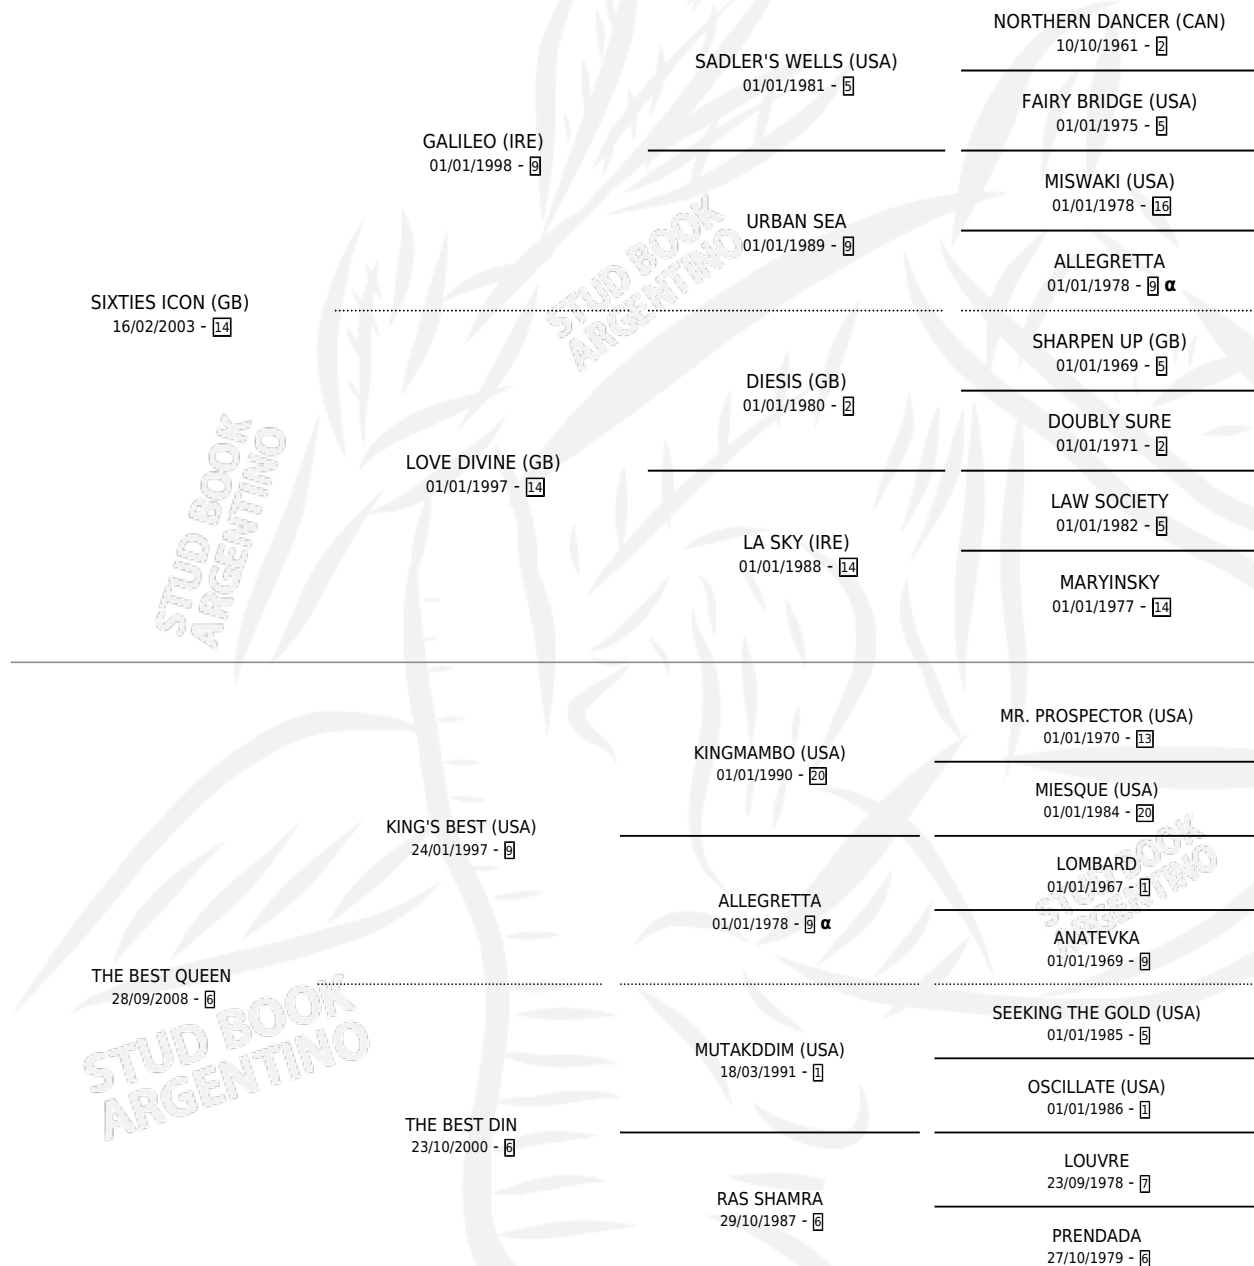 NORTHERN DANCER (CAN)
10/10/1961 - 2
SADLER'S WELLS (USA)
01/01/1981 - 5
FAIRY BRIDGE (USA)
01/01/1975 - 5
GALILEO (IRE)
01/01/1998 - 9
MISWAKI (USA)
01/01/1978 - 16
URBAN SEA
01/01/1989 - 9
ALLEGRETTA
01/01/1978 - 9 α
SIXTIES ICON (GB)
16/02/2003 - 14
SHARPEN UP (GB)
01/01/1969 - 5
DIESIS (GB)
01/01/1980 - 2
DOUBLY SURE
01/01/1971 - 2
LOVE DIVINE (GB)
01/01/1997 - 14
LAW SOCIETY
01/01/1982 - 5
LA SKY (IRE)
01/01/1988 - 14
MARYINSKY
01/01/1977 - 14
MR. PROSPECTOR (USA)
01/01/1970 - 13
KINGMAMBO (USA)
01/01/1990 - 20
MIESQUE (USA)
01/01/1984 - 20
KING'S BEST (USA)
24/01/1997 - 9
LOMBARD
01/01/1967 - 1
ALLEGRETTA
01/01/1978 - 9 α
ANATEVKA
01/01/1969 - 9
THE BEST QUEEN
28/09/2008 - 6
SEEKING THE GOLD (USA)
01/01/1985 - 5
MUTAKDDIM (USA)
18/03/1991 - 1
OSCILLATE (USA)
01/01/1986 - 1
THE BEST DIN
23/10/2000 - 6
LOUVRE
23/09/1978 - 7
RAS SHAMRA
29/10/1987 - 6
PRENDADA
27/10/1979 - 6
STUD BOOK
ARGENTINO
STUD BOOK
ARGENTINO
STUD BOOK
ARGENTINO
STUD BOOK
ARGENTINO